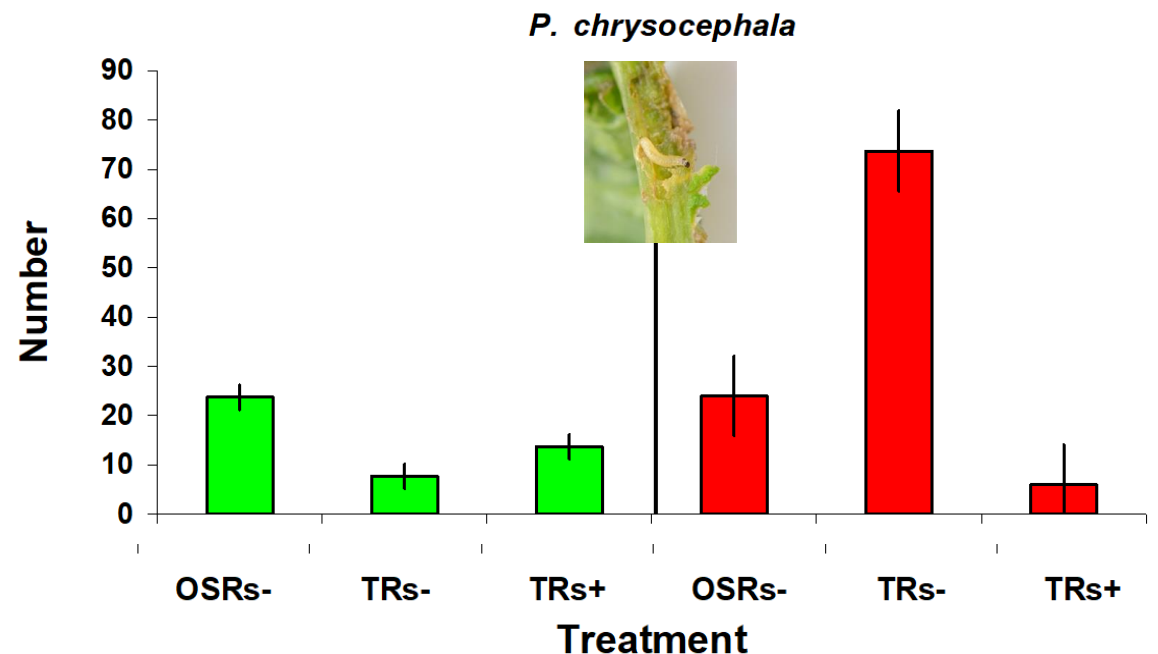 P. chrysocephala
90
80
70
60
50
40
30
20
10
0
Number
OSRs- TRs- TRs+ OSRs- TRs- TRs+
Treatment